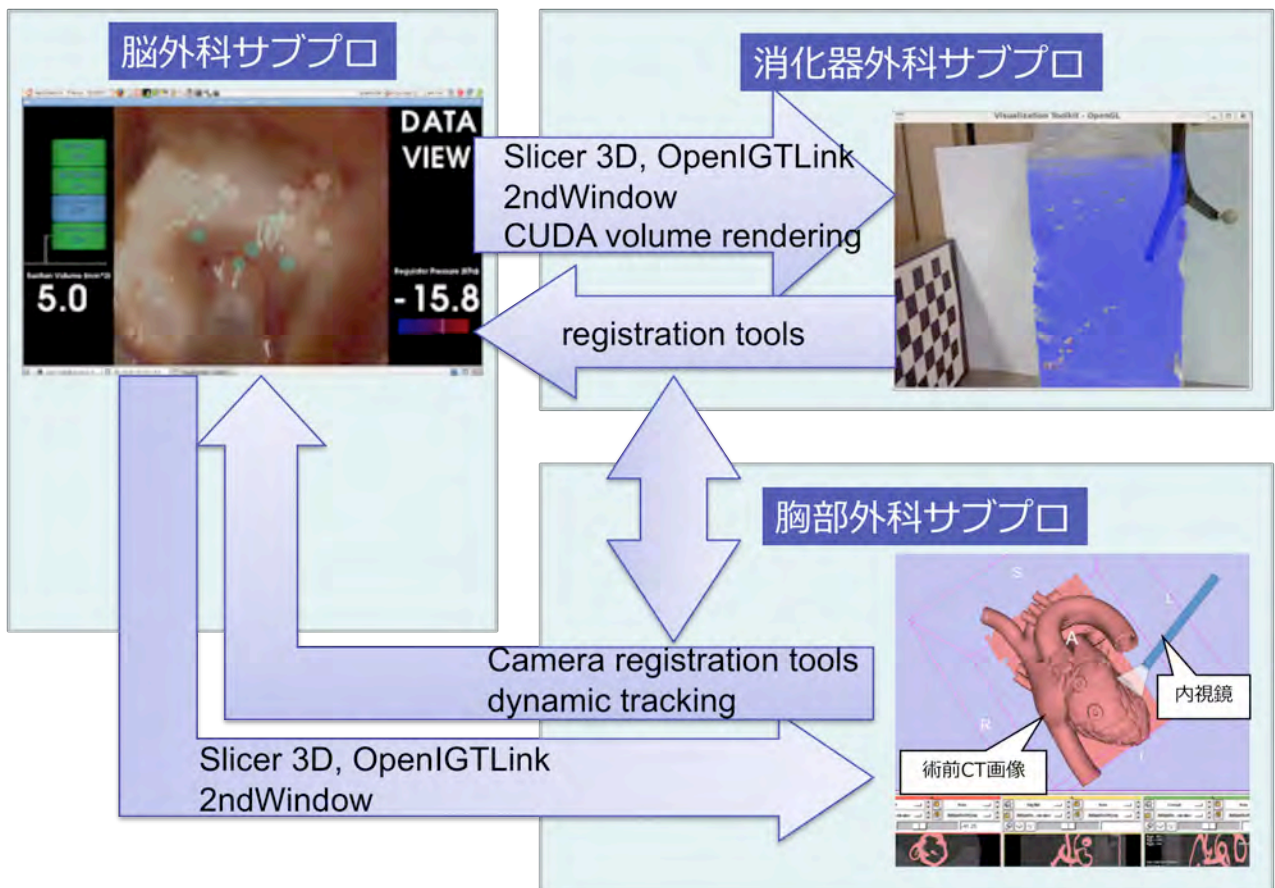 脳外科サブプロ
DATA
VIEW
5.0
Regulator Pressure (KPa)
-15.8
消化器外科サブプロ
Visualization Toolkit - OpenGL
Slicer 3D, OpenIGTLink
2ndWindow
CUDA volume rendering
registration tools
胸部外科サブプロ
S
L
A
R
I
内視鏡
術前CT画像
Camera registration tools
dynamic tracking
Slicer 3D, OpenIGTLink
2ndWindow